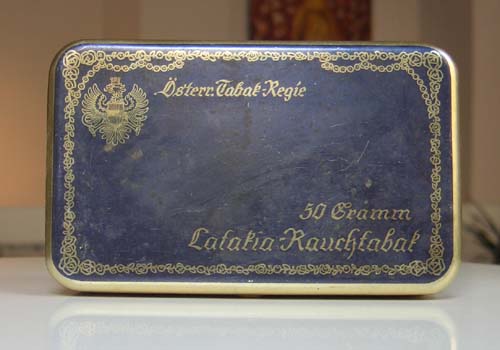 Österr. Tabak-Regie
50 Gramm
Latakia-Rauchtabak